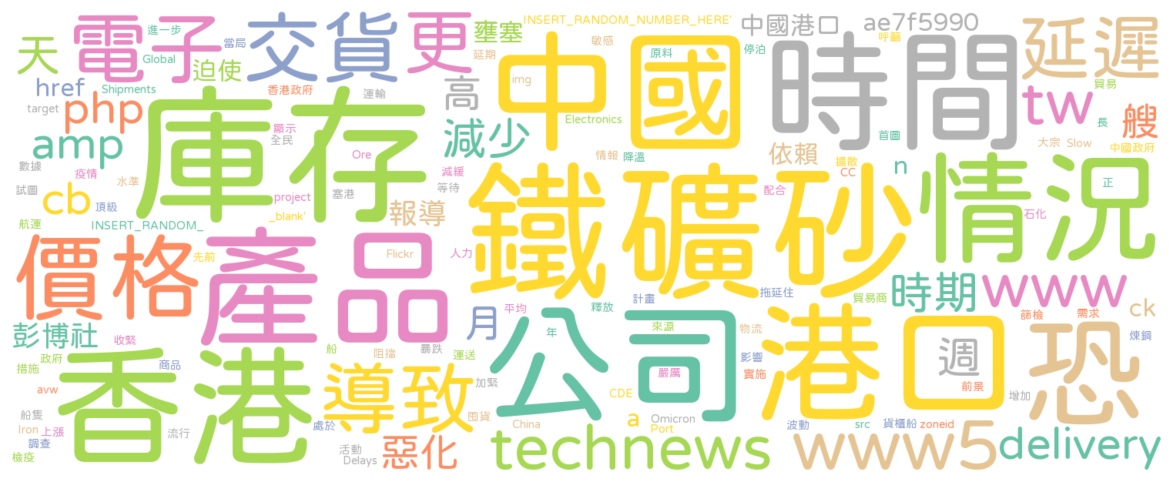 INSERT_RANDOM_NUMBER_HERE'
進一步 當局 交貨 更 壅塞 敏感 中國港口 ae7f5990
天 電子 延期 原料 停泊 呼籲 延遲
Global 迫使 中國 時間
href Shipments 香港政府 運輸 高 img 貿易
target php 庫存 Electronics tw
amp 顯示 全民 減少 首圖 長 艘
數據 Ore 情報 降溫 依賴 擴散 大宗 Slow 中國政府
疫情 減緩 CC n
試圖 水準 等待 鐵礦砂 配合 情況 正
cb 頂級 project
航運 塞港 報導 石化
INSERT_RANDOM_ _blank'
價格 先前 產品 Flickr 人力
時期 www
釋放 計畫 拖延住 貿易商 篩檢 需求
彭博社 月 平均 ck
收緊 年 公司 來源 物流 港口 恐
政府 船 阻擋 暴跌 運送 影響 週 煉鋼
措施 香港 商品 嚴厲 實施 前景
avw 導致 加緊 CDE 增加
船隻 囤貨
Iron 上漲 處於 China a Omicron 波動 src 貨櫃船 zoneid
調查 流行 活動 惡化 Port
檢疫 Delays technews www5 delivery